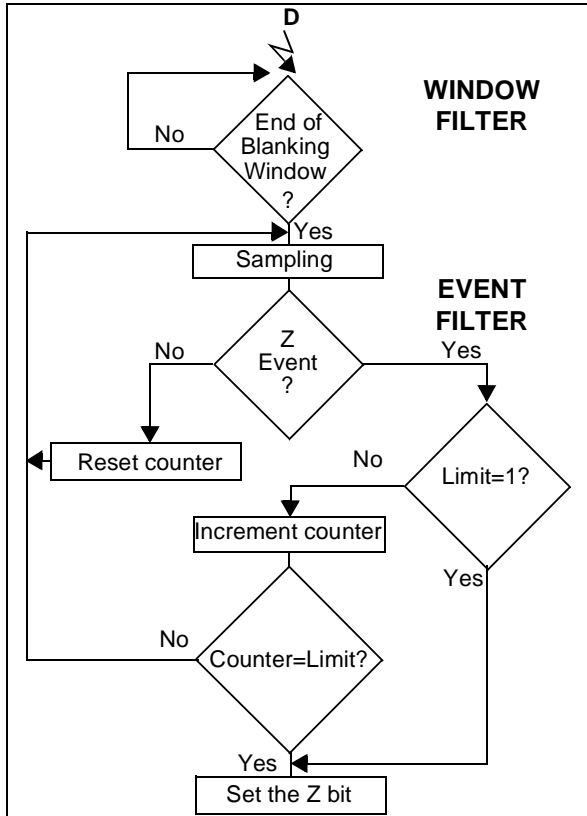 D
WINDOW
FILTER
No
End of
Blanking
Window
?
Yes
Sampling
EVENT
FILTER
No
Z
Event
?
Yes
Reset counter
No
Limit=1?
Increment counter
Yes
No
Counter=Limit?
Yes
Set the Z bit